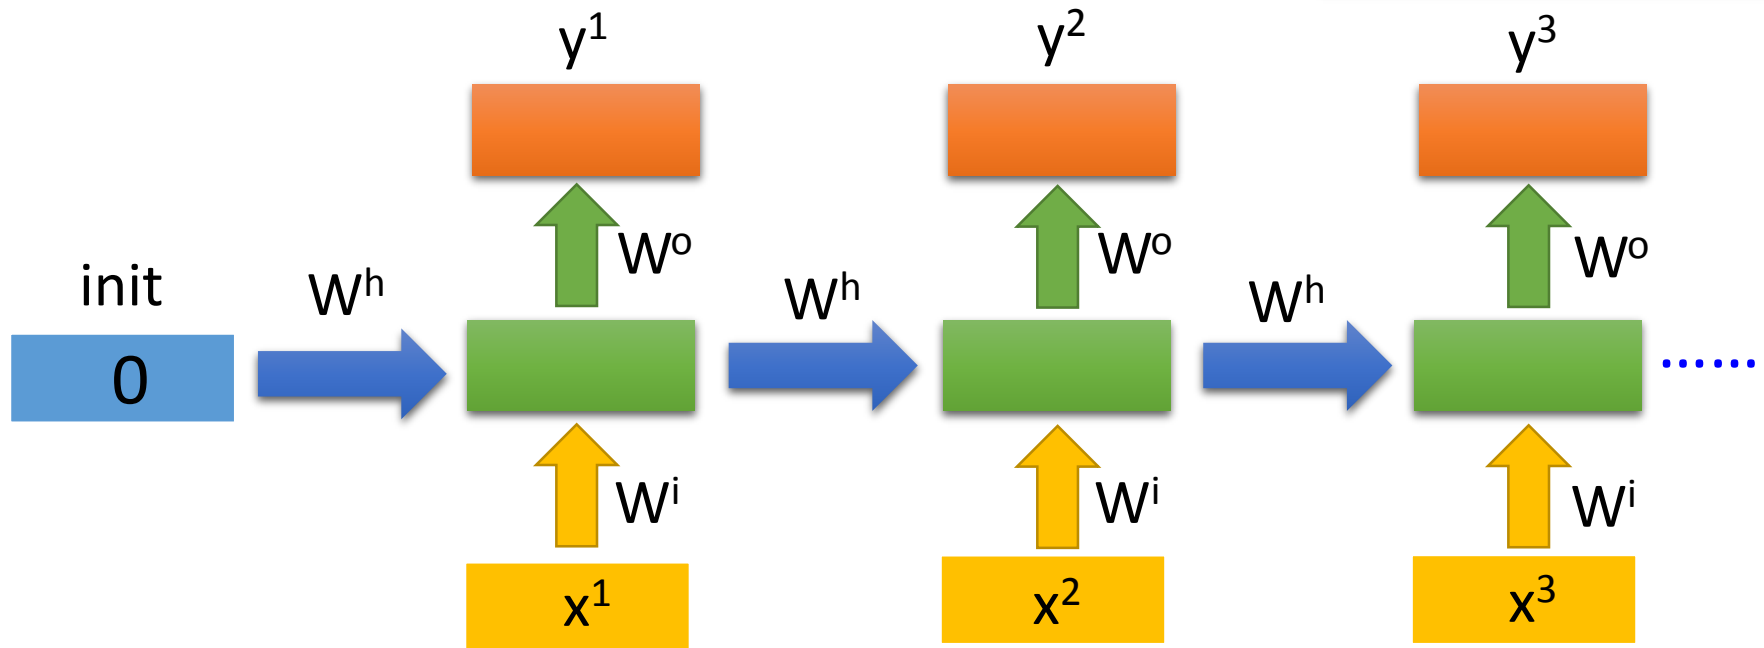 y¹ y² y³
Wᵒ Wᵒ Wᵒ
init Wʰ Wʰ Wʰ
0 ......
Wⁱ Wⁱ Wⁱ
x¹ x² x³